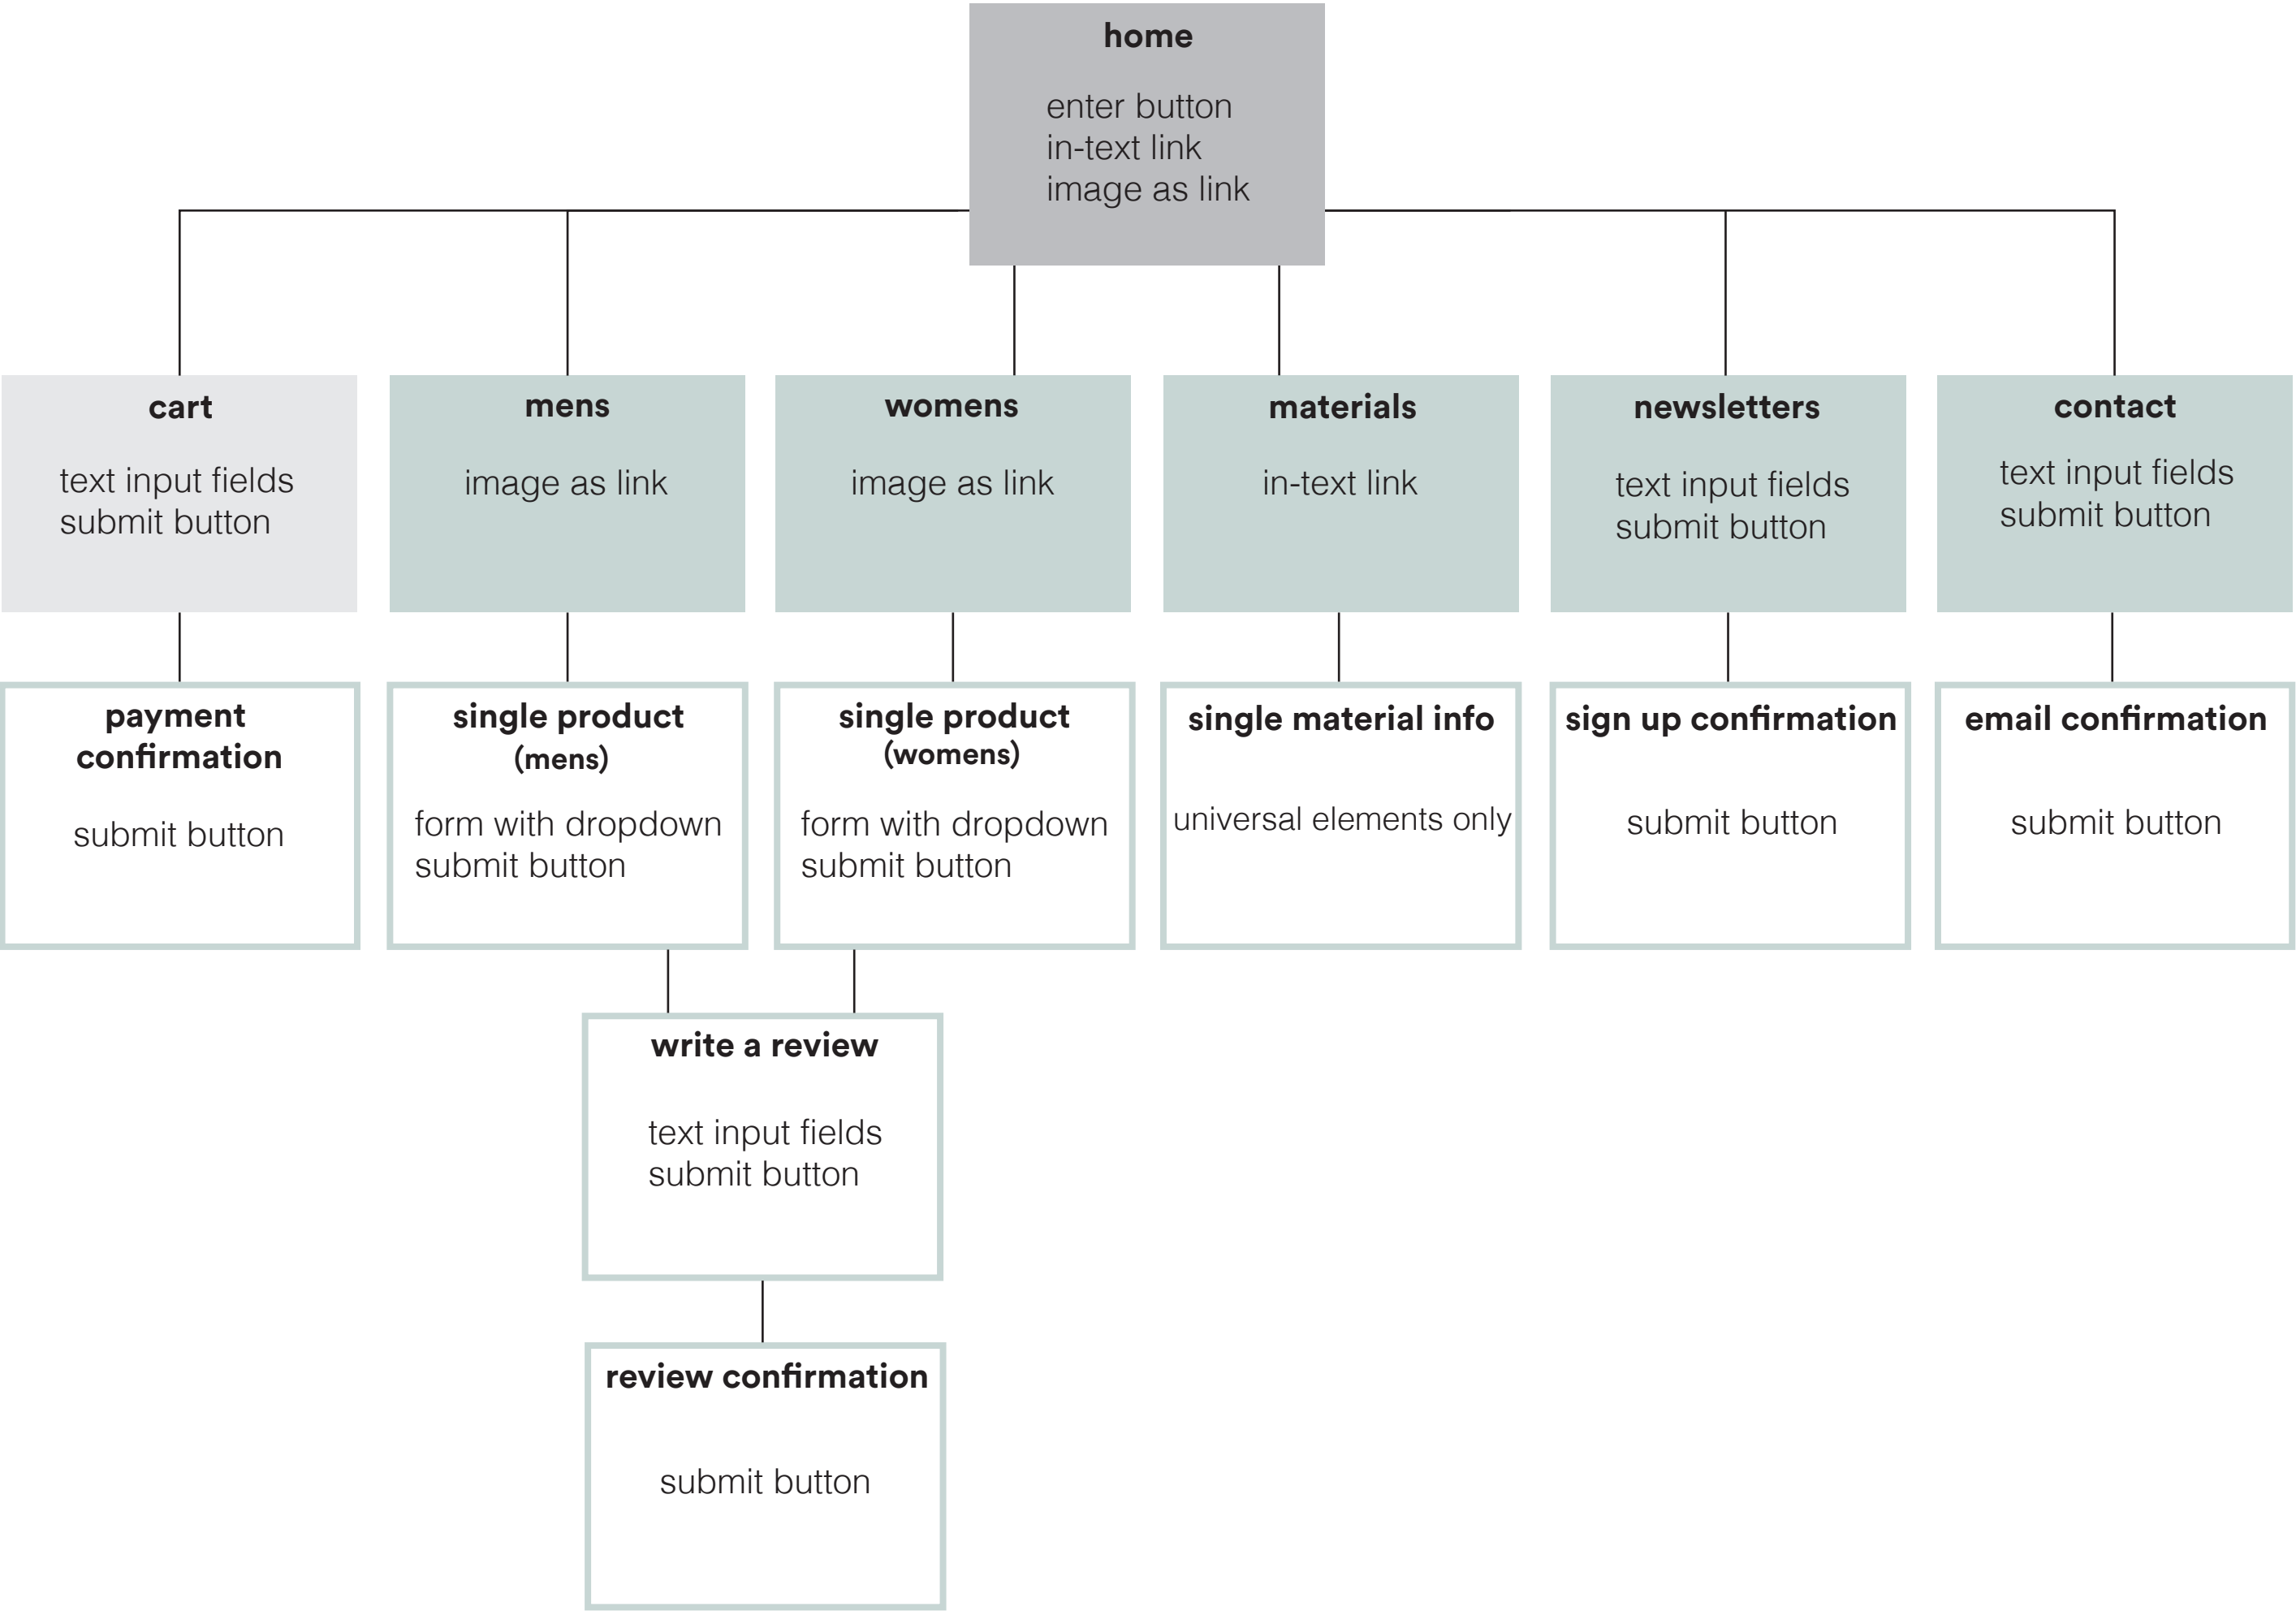 home
enter button
in-text link
image as link
cart
text input fields
submit button
mens
image as link
womens
image as link
materials
in-text link
newsletters
text input fields
submit button
contact
text input fields
submit button
payment
confirmation
submit button
single product
(mens)
form with dropdown
submit button
single product
(womens)
form with dropdown
submit button
single material info
universal elements only
sign up confirmation
submit button
email confirmation
submit button
write a review
text input fields
submit button
review confirmation
submit button